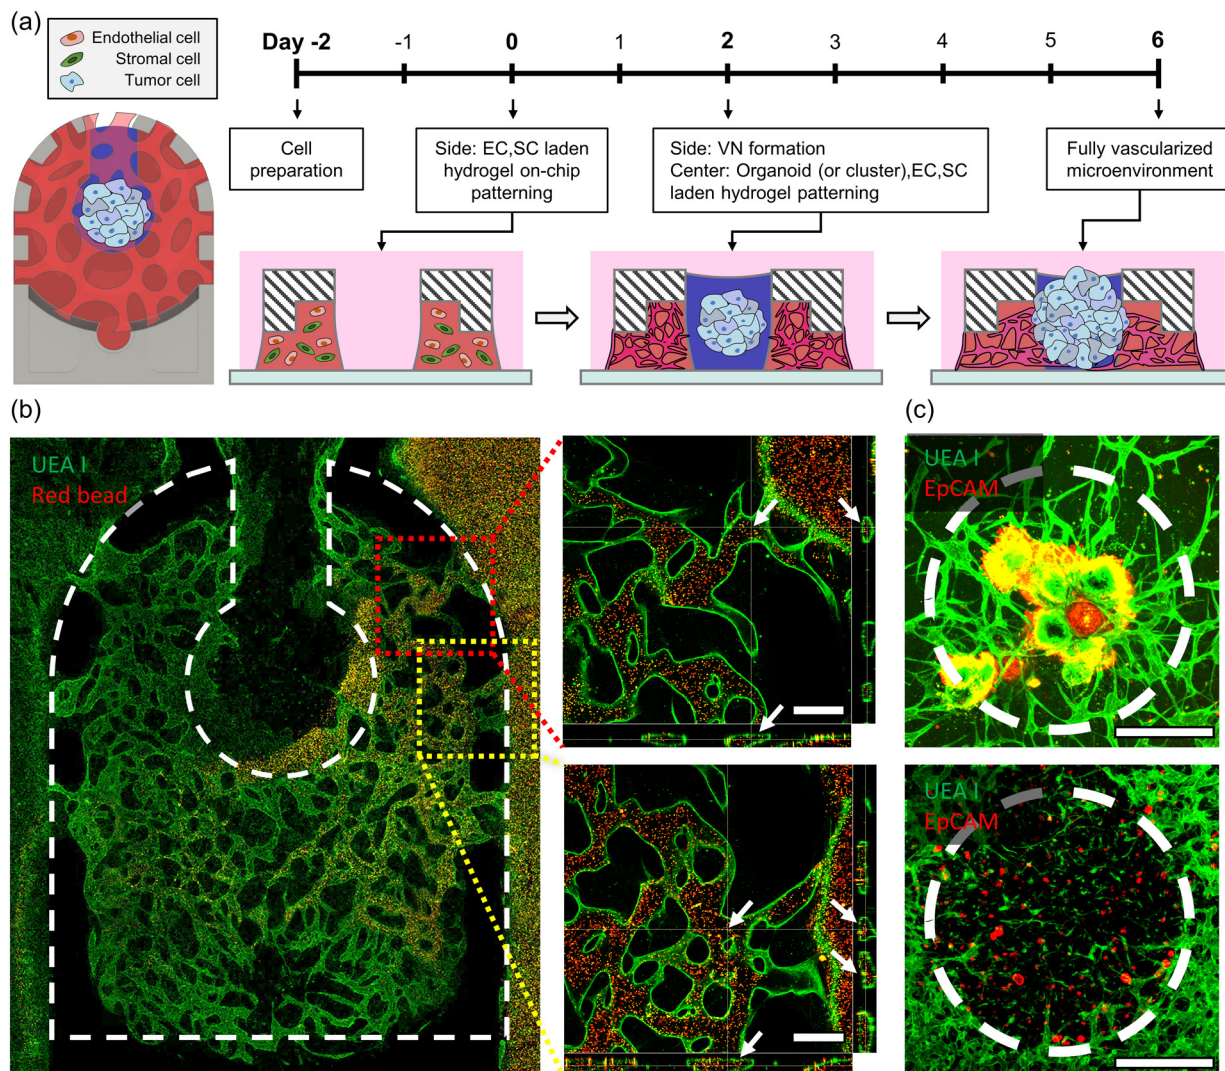 (a)
Endothelial cell
Stromal cell
Tumor cell
Day -2 -1 0 1 2 3 4 5 6
Cell
preparation
Side: EC,SC laden
hydrogel on-chip
patterning
Side: VN formation
Center: Organoid (or cluster),EC,SC
laden hydrogel patterning
Fully vascularized
microenvironment
(b)
UEA I
Red bead
(c)
UEA I
EpCAM
UEA I
EpCAM